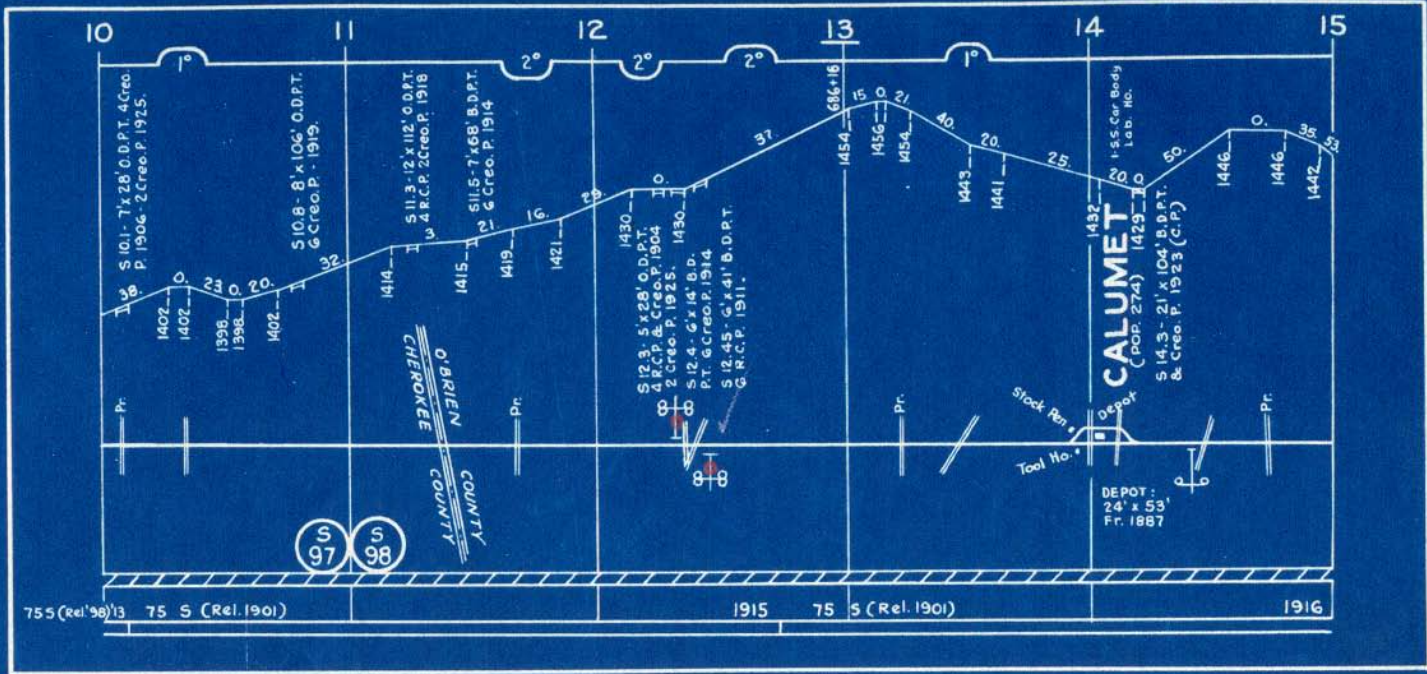 10 11 12 13 14 15
1° 2° 2° 2° 1°
S 10.1 - 7' x 28' O.D.P.T. 4 Creo.
P. 1906 - 2 Creo. P. 1925.
S 10.8 - 8' x 106' O.D.P.T.
6 Creo. P. - 1919.
S 11.3 - 12' x 112' O.D.P.T.
4 R.C.P. 2 Creo. P. 1918
S 11.5 - 7' x 68' B.D.P.T.
6 Creo. P. 1914
S 12.3 - 5' x 28' O.D.P.T.
4 R.C.P. & Creo. P. 1904
2 Creo. P. 1925.
S 12.4 - 6' x 14' B.D.
P.T. 6 Creo. P. 1914
S 12.45 - 6' x 41' B.D.P.T.
6 R.C.P. 1911.
686+16
1-S.S. Car Body
Lab. Ho.
CALUMET
(POP. 274)
S 14.3 - 21' x 104' B.D.P.T.
& Creo. P. 1923 (C.P.)
38. 0. 23. 0. 20. 32. 3. 21. 16. 29. 0. 37. 15 0. 21. 40. 20. 25. 20. 0 50. 0. 35. 53.
1402 1402 1398 1398 1402 1414 1415 1419 1421 1430 1430 1454 1456 1454 1443 1441 1432 1429 1446 1446 1442
Pr. Pr. Pr. Pr.
O'BRIEN COUNTY
CHEROKEE COUNTY
Stock Pen
Depot
Tool Ho.
DEPOT:
24' x 53'
Fr. 1887
S
97
S
98
75 S (Rel. '98) '13 75 S (Rel. 1901) 1915 75 S (Rel. 1901) 1916